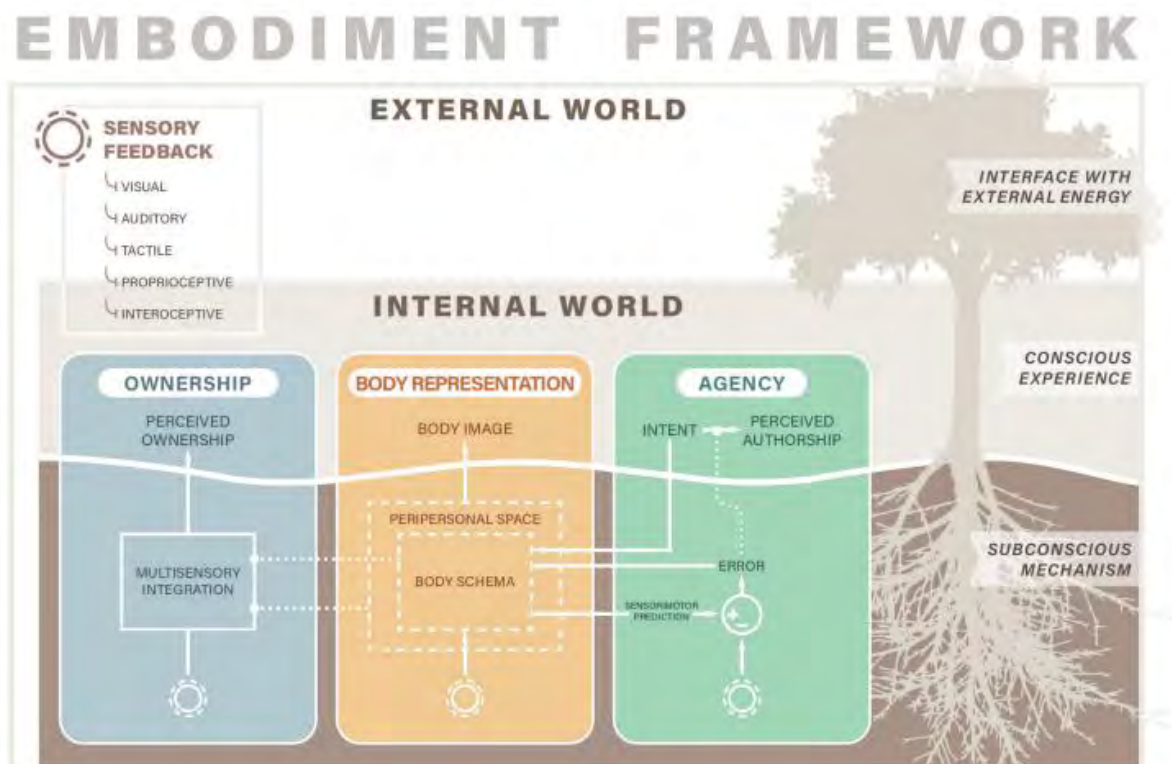 EMBODIMENT FRAMEWORK
EXTERNAL WORLD
SENSORY
FEEDBACK
VISUAL
AUDITORY
TACTILE
PROPRIOCEPTIVE
INTEROCEPTIVE
INTERFACE WITH
EXTERNAL ENERGY
INTERNAL WORLD
CONSCIOUS
EXPERIENCE
OWNERSHIP
PERCEIVED
OWNERSHIP
MULTISENSORY
INTEGRATION
BODY REPRESENTATION
BODY IMAGE
PERIPERSONAL SPACE
BODY SCHEMA
AGENCY
INTENT
PERCEIVED
AUTHORSHIP
ERROR
SENSORIMOTOR
PREDICTION
+
-
SUBCONSCIOUS
MECHANISM